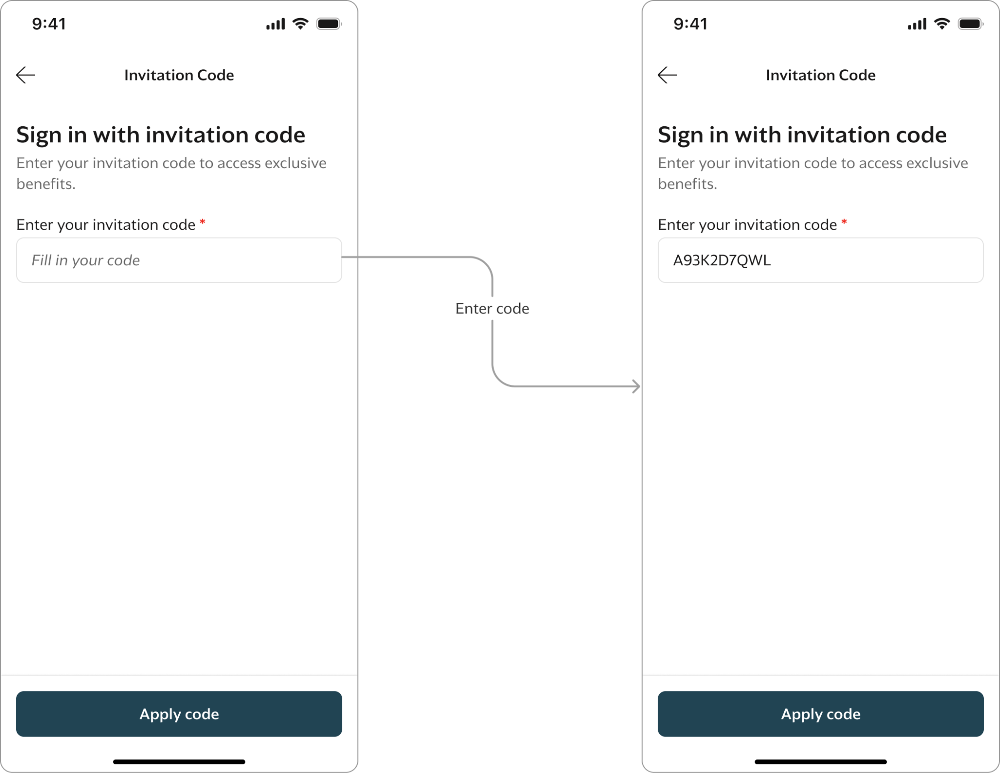 9:41
Invitation Code
Sign in with invitation code
Enter your invitation code to access exclusive
benefits.
Enter your invitation code *
Fill in your code
Apply code
Enter code
9:41
Invitation Code
Sign in with invitation code
Enter your invitation code to access exclusive
benefits.
Enter your invitation code *
A93K2D7QWL
Apply code